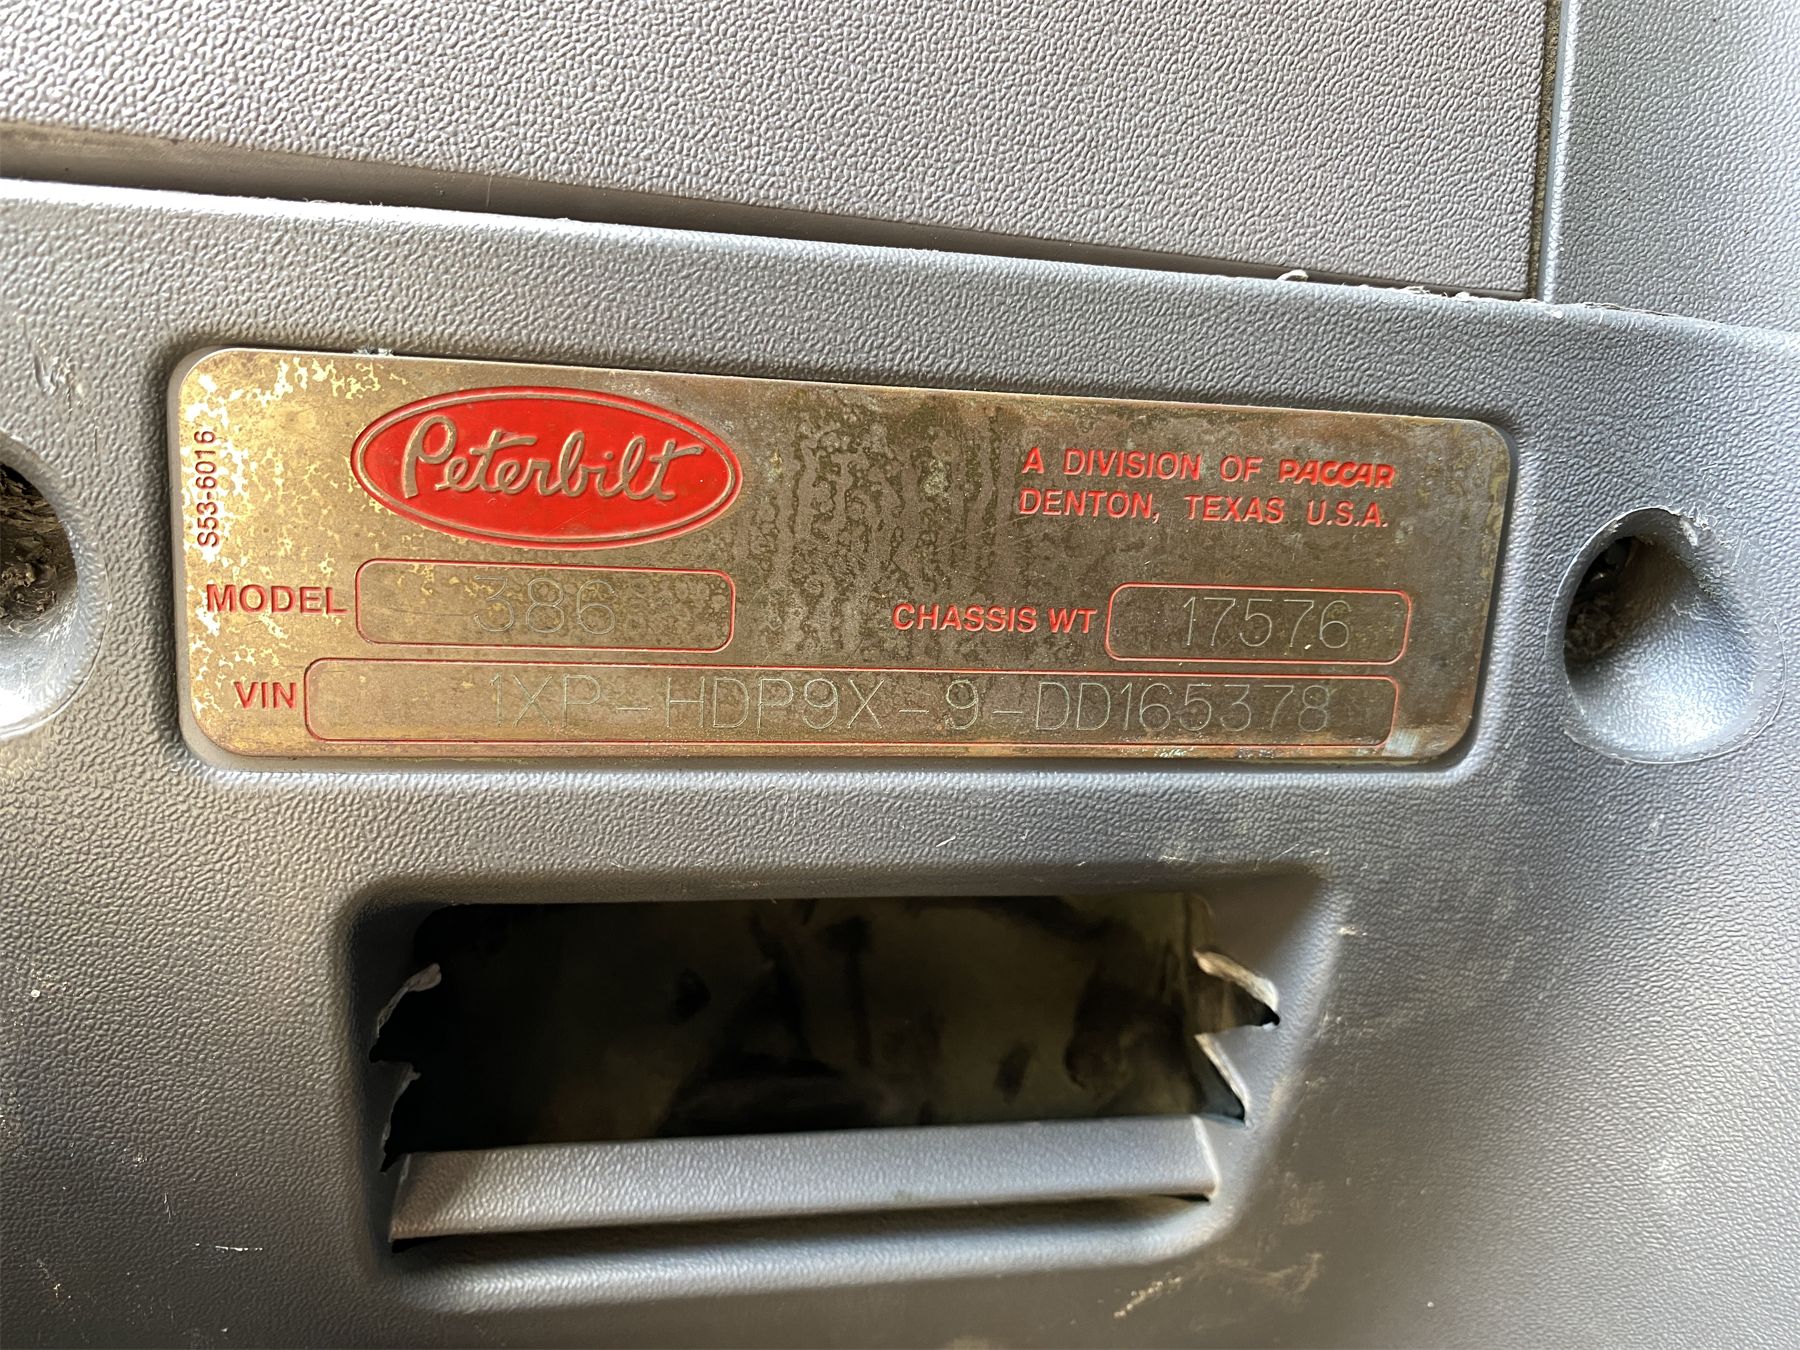 S53-6016
Peterbilt
A DIVISION OF PACCAR
DENTON, TEXAS U.S.A.
MODEL 386
CHASSIS WT 17576
VIN 1XP-HDP9X-9-DD165378